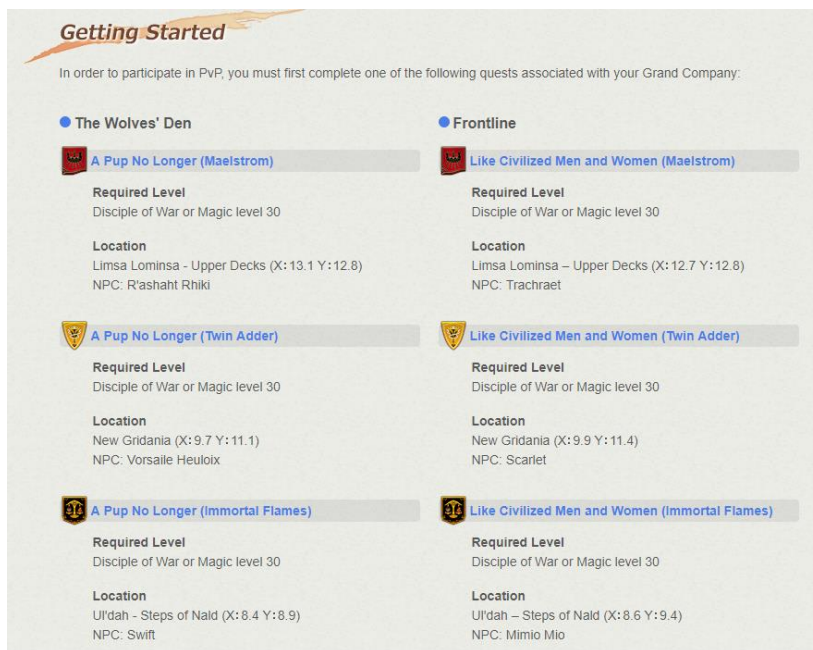 Getting Started
In order to participate in PvP, you must first complete one of the following quests associated with your Grand Company:
The Wolves' Den
A Pup No Longer (Maelstrom)
Required Level
Disciple of War or Magic level 30
Location
Limsa Lominsa - Upper Decks (X:13.1 Y:12.8)
NPC: R'ashaht Rhiki
A Pup No Longer (Twin Adder)
Required Level
Disciple of War or Magic level 30
Location
New Gridania (X:9.7 Y:11.1)
NPC: Vorsaile Heuloix
A Pup No Longer (Immortal Flames)
Required Level
Disciple of War or Magic level 30
Location
Ul'dah - Steps of Nald (X:8.4 Y:8.9)
NPC: Swift
Frontline
Like Civilized Men and Women (Maelstrom)
Required Level
Disciple of War or Magic level 30
Location
Limsa Lominsa – Upper Decks (X:12.7 Y:12.8)
NPC: Trachraet
Like Civilized Men and Women (Twin Adder)
Required Level
Disciple of War or Magic level 30
Location
New Gridania (X:9.9 Y:11.4)
NPC: Scarlet
Like Civilized Men and Women (Immortal Flames)
Required Level
Disciple of War or Magic level 30
Location
Ul'dah – Steps of Nald (X:8.6 Y:9.4)
NPC: Mimio Mio